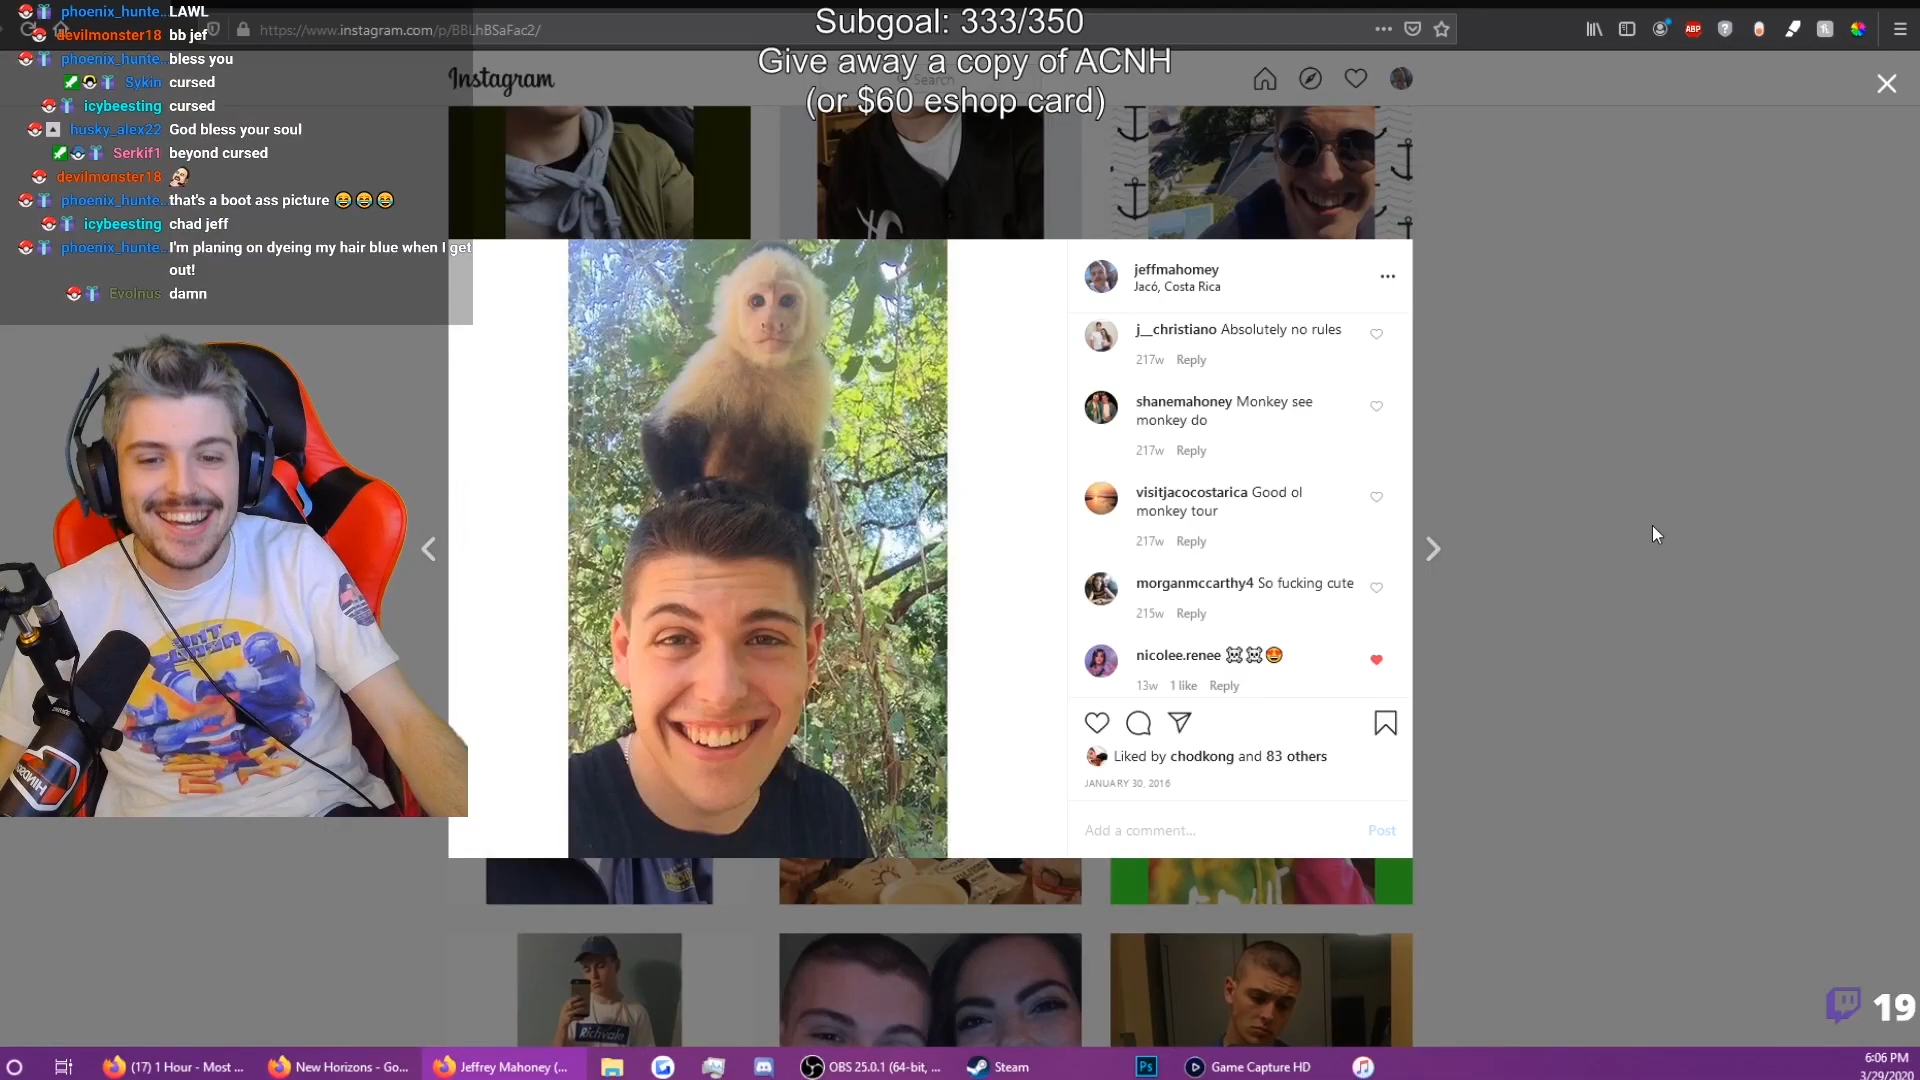 https://www.instagram.com/p/BBLhBSaFac2/
Subgoal: 333/350
Give away a copy of ACNH
(or $60 eshop card)
ABP
Instagram
Search
phoenix_hunte.. LAWL
devilmonster18 bb jef
phoenix_hunte.. bless you
Sykin cursed
icybeesting cursed
husky_alex22 God bless your soul
Serkif1 beyond cursed
devilmonster18
phoenix_hunte.. that's a boot ass picture 😂 😂 😂
icybeesting chad jeff
phoenix_hunte.. I'm planing on dyeing my hair blue when I get
out!
Evolnus damn
jeffmahomey
Jacó, Costa Rica
j__christiano Absolutely no rules
217w Reply
shanemahoney Monkey see
monkey do
217w Reply
visitjacocostarica Good ol
monkey tour
217w Reply
morganmccarthy4 So fucking cute
215w Reply
nicolee.renee ☠☠😍
13w 1 like Reply
Liked by chodkong and 83 others
JANUARY 30, 2016
Add a comment... Post
Richvale
19
(17) 1 Hour - Most ...
New Horizons - Go...
Jeffrey Mahoney (...
OBS 25.0.1 (64-bit, ...
Steam
Ps
Game Capture HD
6:06 PM
3/29/2020